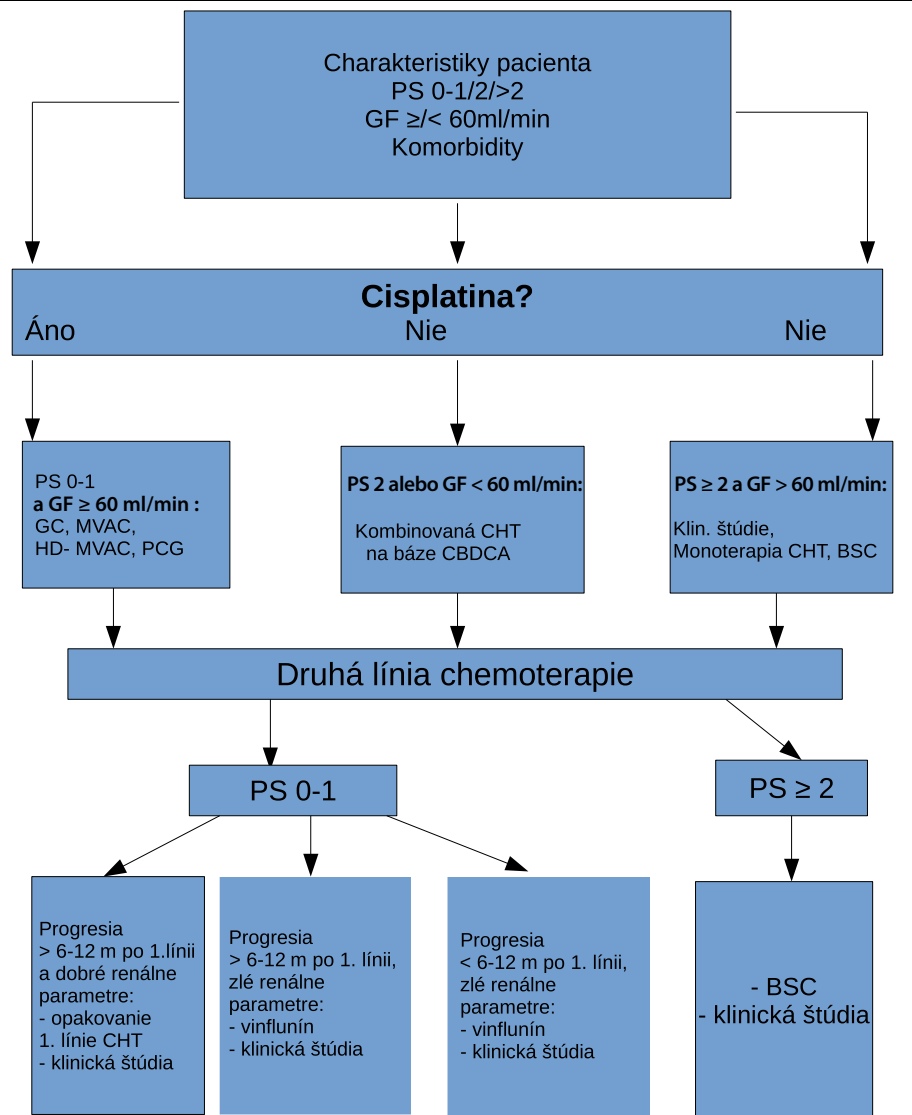 Charakteristiky pacienta
PS 0-1/2/>2
GF ≥/< 60ml/min
Komorbidity
Cisplatina?
Áno
Nie
Nie
PS 0-1
a GF ≥ 60 ml/min :
GC, MVAC,
HD- MVAC, PCG
PS 2 alebo GF < 60 ml/min:
Kombinovaná CHT
na báze CBDCA
PS ≥ 2 a GF > 60 ml/min:
Klin. štúdie,
Monoterapia CHT, BSC
Druhá línia chemoterapie
PS 0-1
PS ≥ 2
Progresia
> 6-12 m po 1.línii
a dobré renálne
parametre:
- opakovanie
1. línie CHT
- klinická štúdia
Progresia
> 6-12 m po 1. línii,
zlé renálne
parametre:
- vinflunín
- klinická štúdia
Progresia
< 6-12 m po 1. línii,
zlé renálne
parametre:
- vinflunín
- klinická štúdia
- BSC
- klinická štúdia